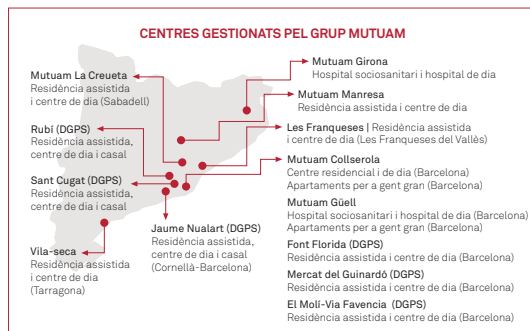 CENTRES GESTIONATS PEL GRUP MUTUAM
Mutuam La Creueta
Residència assistida
i centre de dia (Sabadell)
Rubí (DGPS)
Residència assistida,
centre de dia i casal
Sant Cugat (DGPS)
Residència assistida,
centre de dia i casal
Vila-seca
Residència assistida
i centre de dia
(Tarragona)
Jaume Nualart (DGPS)
Residència assistida,
centre de dia i casal
(Cornellà-Barcelona)
Mutuam Girona
Hospital sociosanitari i hospital de dia
Mutuam Manresa
Residència assistida i centre de dia
Les Franqueses | Residència assistida
i centre de dia (Les Franqueses del Vallès)
Mutuam Collserola
Centre residencial i de dia (Barcelona)
Apartaments per a gent gran (Barcelona)
Mutuam Güell
Hospital sociosanitari i hospital de dia (Barcelona)
Apartaments per a gent gran (Barcelona)
Font Florida (DGPS)
Residència assistida i centre de dia (Barcelona)
Mercat del Guinardó (DGPS)
Residència assistida i centre de dia (Barcelona)
El Molí-Via Favencia (DGPS)
Residència assistida i centre de dia (Barcelona)